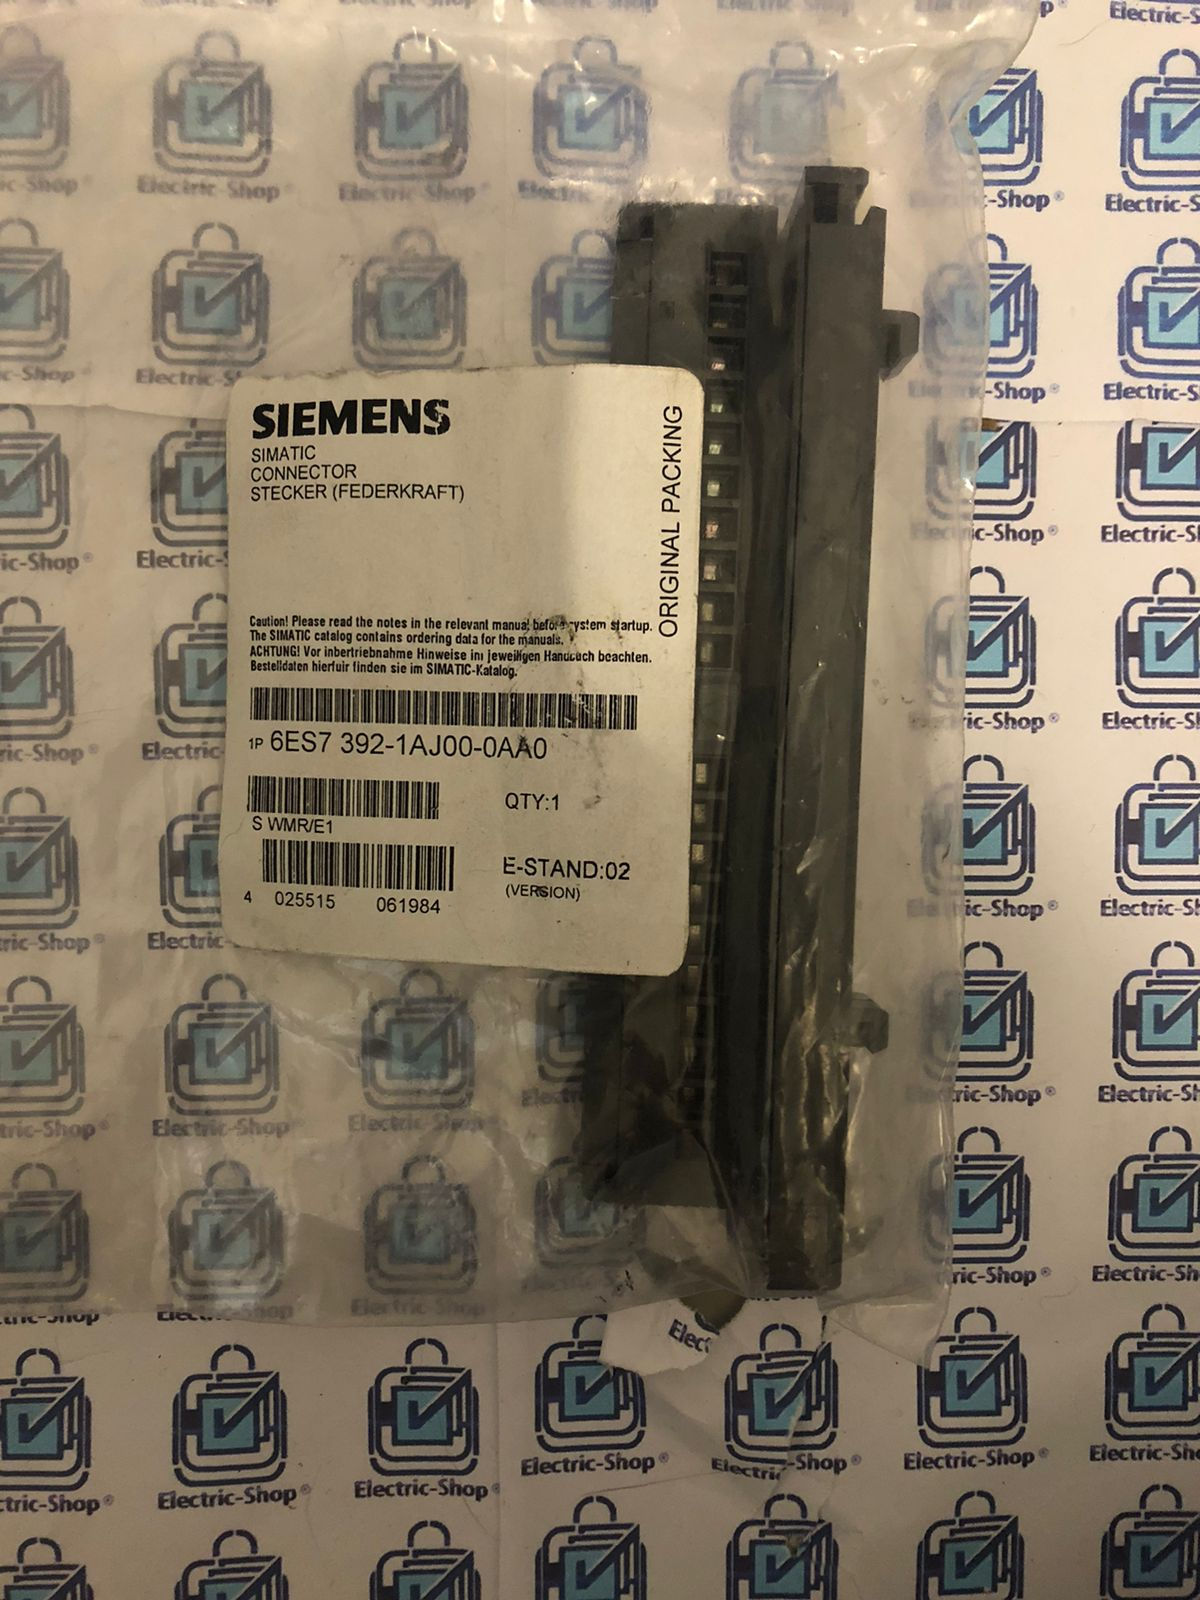 SIEMENS
SIMATIC
CONNECTOR
STECKER (FEDERKRAFT)
ORIGINAL PACKING
Caution! Please read the notes in the relevant manual before system startup.
The SIMATIC catalog contains ordering data for the manuals.
ACHTUNG! Vor inbertriebnahme Hinweise im jeweiligen Handbuch beachten.
Bestelldaten hierfuir finden sie im SIMATIC-Katalog.
1P 6ES7 392-1AJ00-0AA0
QTY:1
S WMR/E1
E-STAND:02
(VERSION)
4 025515 061984
Electric-Shop®